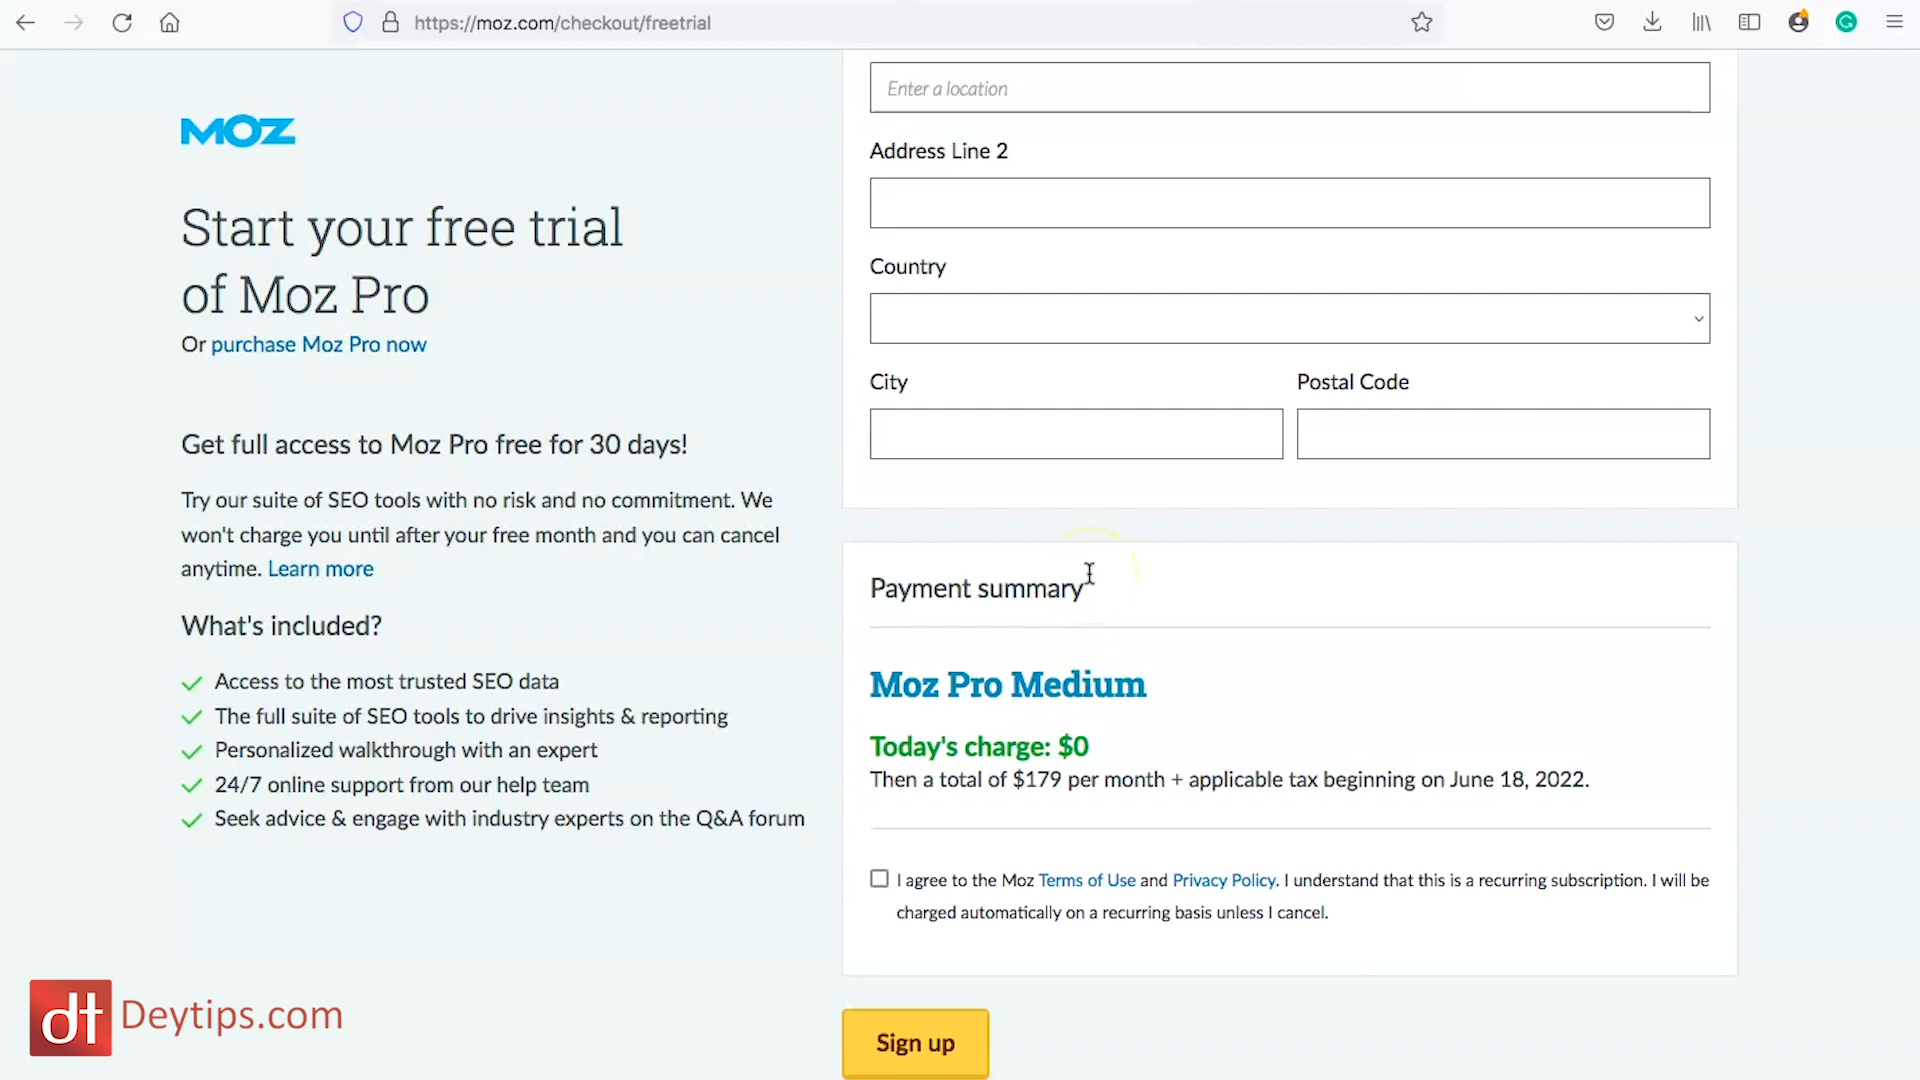 https://moz.com/checkout/freetrial
MOZ
Start your free trial
of Moz Pro
Or purchase Moz Pro now
Get full access to Moz Pro free for 30 days!
Try our suite of SEO tools with no risk and no commitment. We
won't charge you until after your free month and you can cancel
anytime. Learn more
What's included?
Access to the most trusted SEO data
The full suite of SEO tools to drive insights & reporting
Personalized walkthrough with an expert
24/7 online support from our help team
Seek advice & engage with industry experts on the Q&A forum
Enter a location
Address Line 2
Country
City
Postal Code
Payment summary
Moz Pro Medium
Today's charge: $0
Then a total of $179 per month + applicable tax beginning on June 18, 2022.
I agree to the Moz Terms of Use and Privacy Policy. I understand that this is a recurring subscription. I will be
charged automatically on a recurring basis unless I cancel.
Sign up
dt Deytips.com